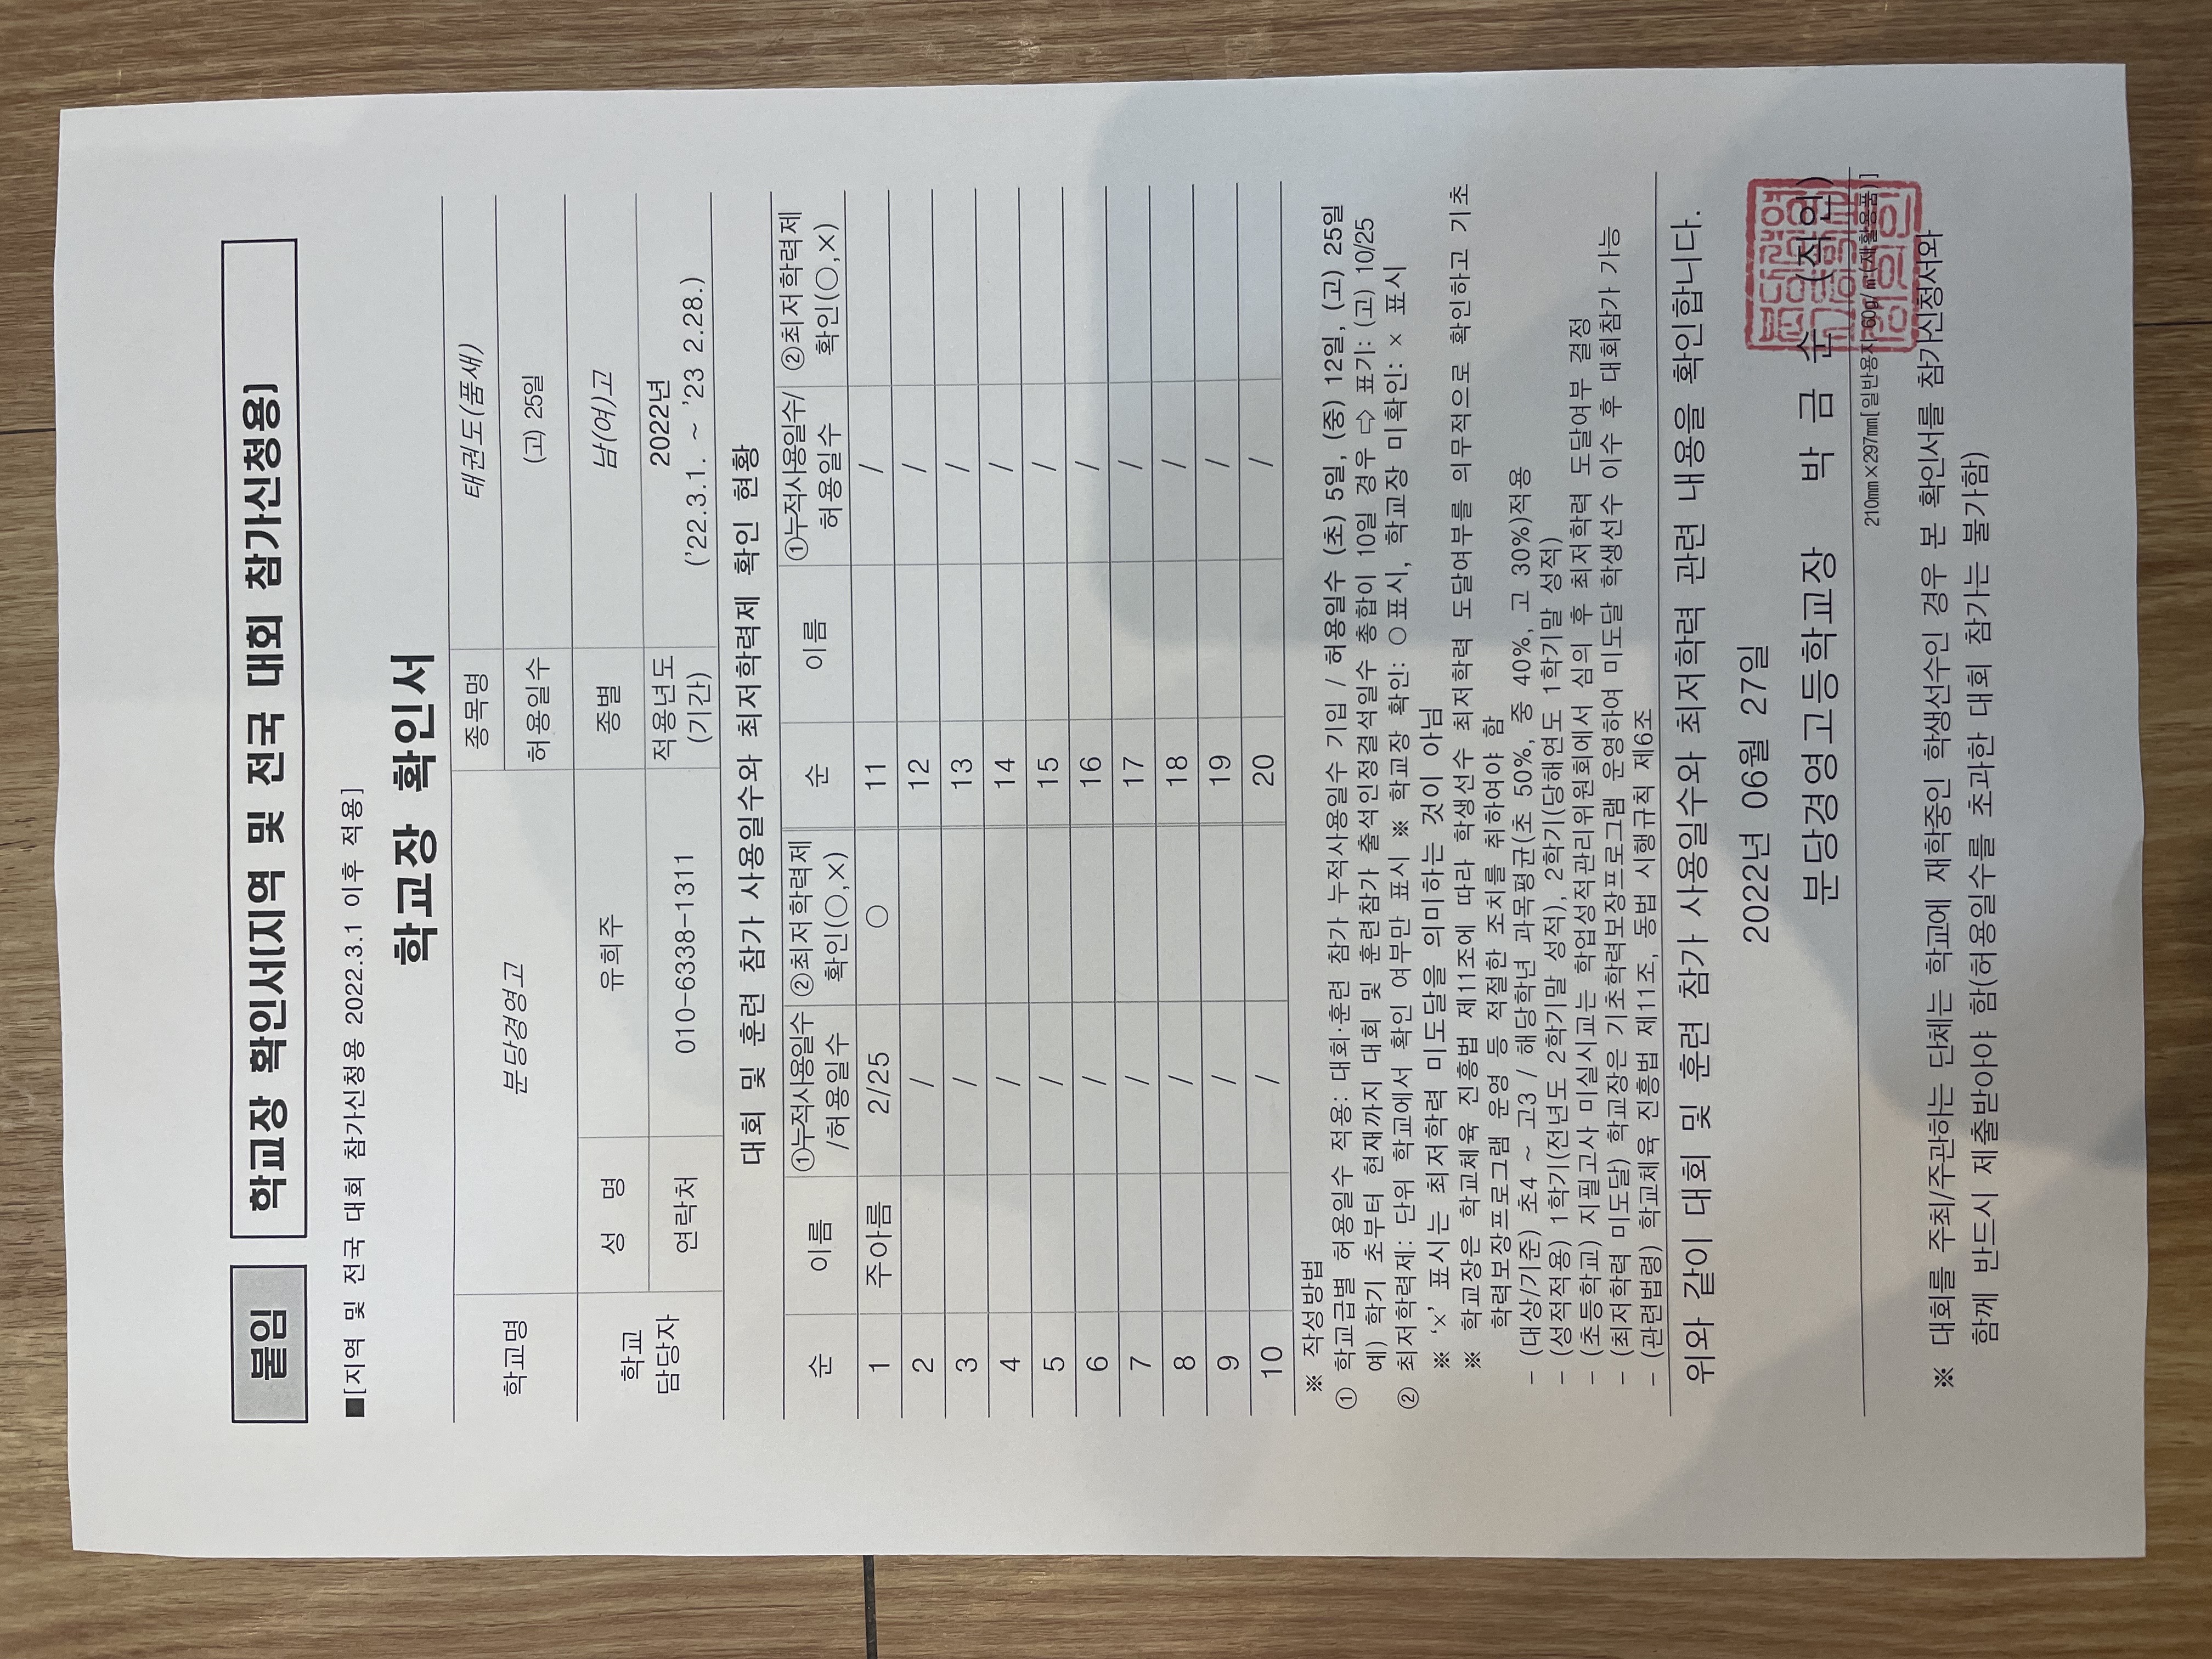 붙임 학교장 확인서(지역 및 전국 대회 참가신청용)
■[지역 및 전국 대회 참가신청용 2022.3.1 이후 적용]
학교장 확인서
학교명 분당경영고 종목명 태권도(품새)
허용일수 (고) 25일
학교 담당자 성 명 유희주 종별 남(여)고
연락처 010-6338-1311 적용년도 (기간) 2022년 ('22.3.1. ~ '23 2.28.)
대회 및 훈련 참가 사용일수와 최저학력제 확인 현황
순 이름 ①누적사용일수/허용일수 ②최저학력제 확인(○,×) 순 이름 ①누적사용일수/허용일수 ②최저학력제 확인(○,×)
1 주아름 2/25 ○ 11 /
2 / 12 /
3 / 13 /
4 / 14 /
5 / 15 /
6 / 16 /
7 / 17 /
8 / 18 /
9 / 19 /
10 / 20 /
※ 작성방법
① 학교급별 허용일수 적용: 대회·훈련 참가 누적사용일수 기입 / 허용일수 (초) 5일, (중) 12일, (고) 25일
예) 학기 초부터 현재까지 대회 및 훈련참가 출석인정결석일수 총합이 10일 경우 ⇨ 표기: (고) 10/25
② 최저학력제: 단위 학교에서 확인 여부만 표시 ※ 학교장 확인: ○표시, 학교장 미확인: × 표시
※ '×' 표시는 최저학력 미도달을 의미하는 것이 아님
※ 학교장은 학교체육 진흥법 제11조에 따라 학생선수 최저학력 도달여부를 의무적으로 확인하고 기초
학력보장프로그램 운영 등 적절한 조치를 취하여야 함
- (대상/기준) 초4 ~ 고3 / 해당학년 과목평균(초 50%, 중 40%, 고 30%)적용
- (성적적용) 1학기(전년도 2학기말 성적), 2학기(당해연도 1학기말 성적)
- (초등학교) 지필고사 미실시교는 학업성적관리위원회에서 심의 후 최저학력 도달여부 결정
- (최저학력 미도달) 학교장은 기초학력보장프로그램 운영하여 미도달 학생선수 이수 후 대회참가 가능
- (관련법령) 학교체육 진흥법 제11조, 동법 시행규칙 제6조
위와 같이 대회 및 훈련 참가 사용일수와 최저학력 관련 내용을 확인합니다.
2022년 06월 27일
분당경영고등학교장 박 금 순 (직인)
210㎜×297㎜[일반용지 60g/㎡(재활용품)]
※ 대회를 주최/주관하는 단체는 학교에 재학중인 학생선수인 경우 본 확인서를 참가신청서와
함께 반드시 제출받아야 함(허용일수를 초과한 대회 참가는 불가함)